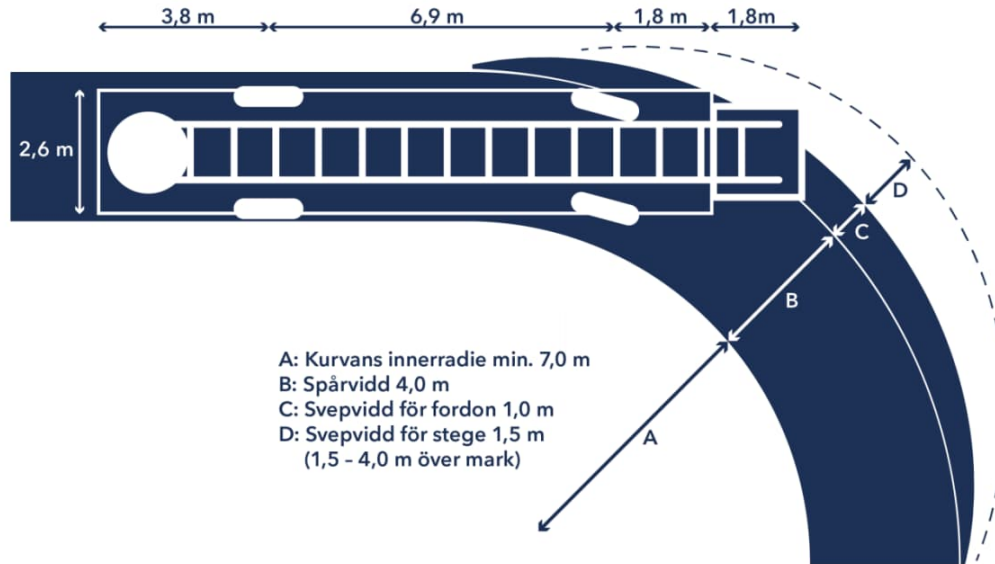 3,8 m
6,9 m
1,8 m
1,8m
2,6 m
D
C
B
A: Kurvans innerradie min. 7,0 m
B: Spårvidd 4,0 m
C: Svepvidd för fordon 1,0 m
D: Svepvidd för stege 1,5 m
(1,5 – 4,0 m över mark)
A